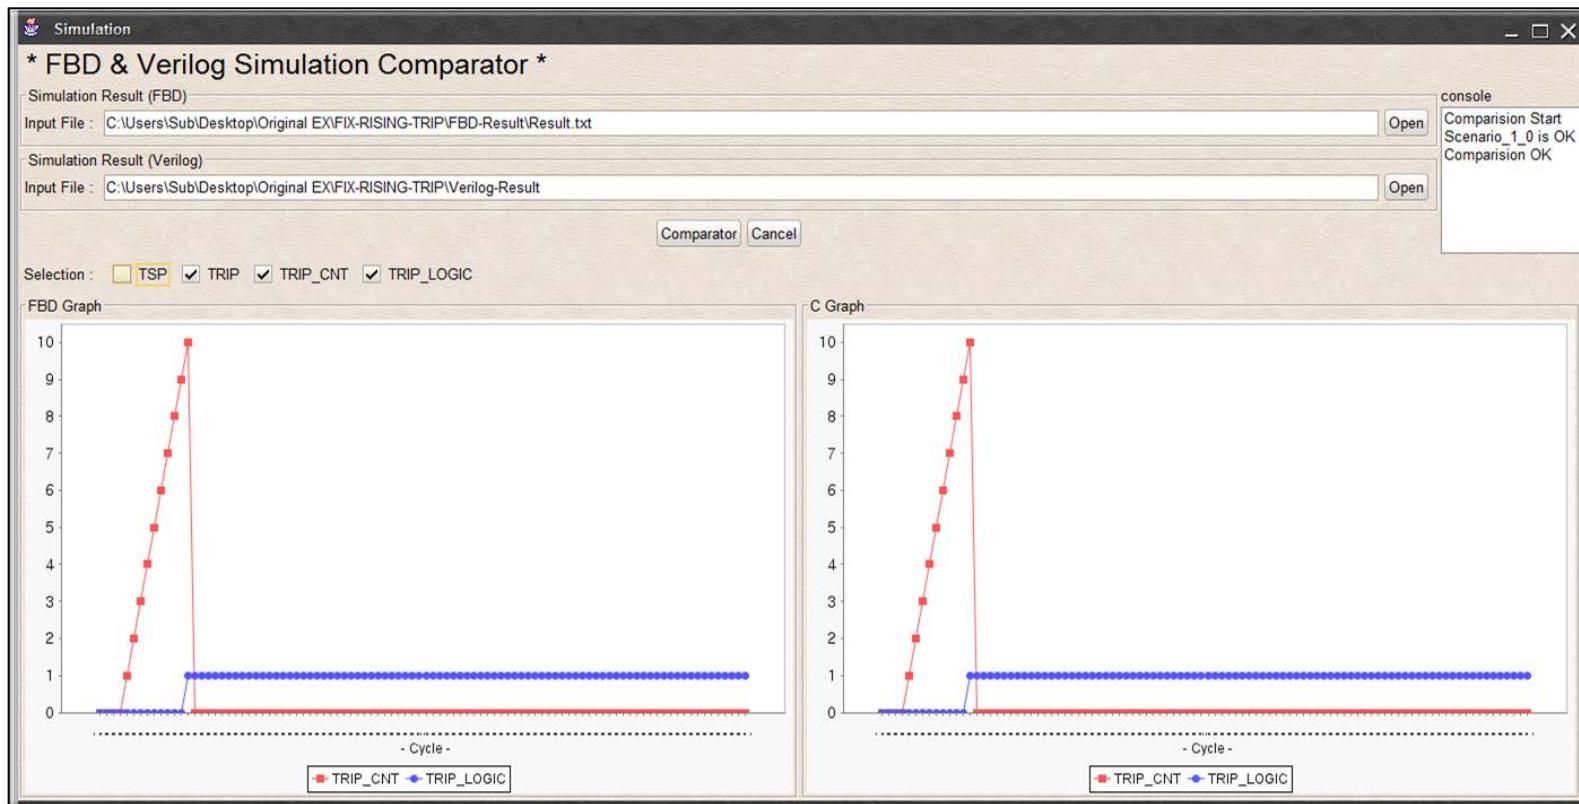 Simulation
* FBD & Verilog Simulation Comparator *
Simulation Result (FBD)
Input File : C:\Users\Sub\Desktop\Original EX\FIX-RISING-TRIP\FBD-Result\Result.txt Open
Simulation Result (Verilog)
Input File : C:\Users\Sub\Desktop\Original EX\FIX-RISING-TRIP\Verilog-Result Open
console
Comparision Start
Scenario_1_0 is OK
Comparision OK
Comparator Cancel
Selection : TSP TRIP TRIP_CNT TRIP_LOGIC
FBD Graph
10
9
8
7
6
5
4
3
2
1
0
- Cycle -
TRIP_CNT TRIP_LOGIC
C Graph
10
9
8
7
6
5
4
3
2
1
0
- Cycle -
TRIP_CNT TRIP_LOGIC